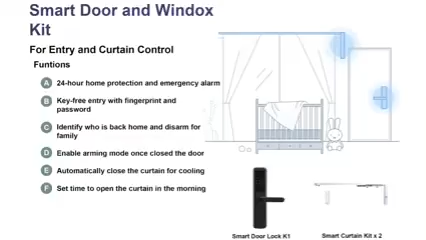 Smart Door and Windox
Kit
For Entry and Curtain Control
Funtions
A 24-hour home protection and emergency alarm
B Key-free entry with fingerprint and
password
C Identify who is back home and disarm for
family
D Enable arming mode once closed the door
E Automatically close the curtain for cooling
F Set time to open the curtain in the morning
Smart Door Lock K1 Smart Curtain Kit x 2